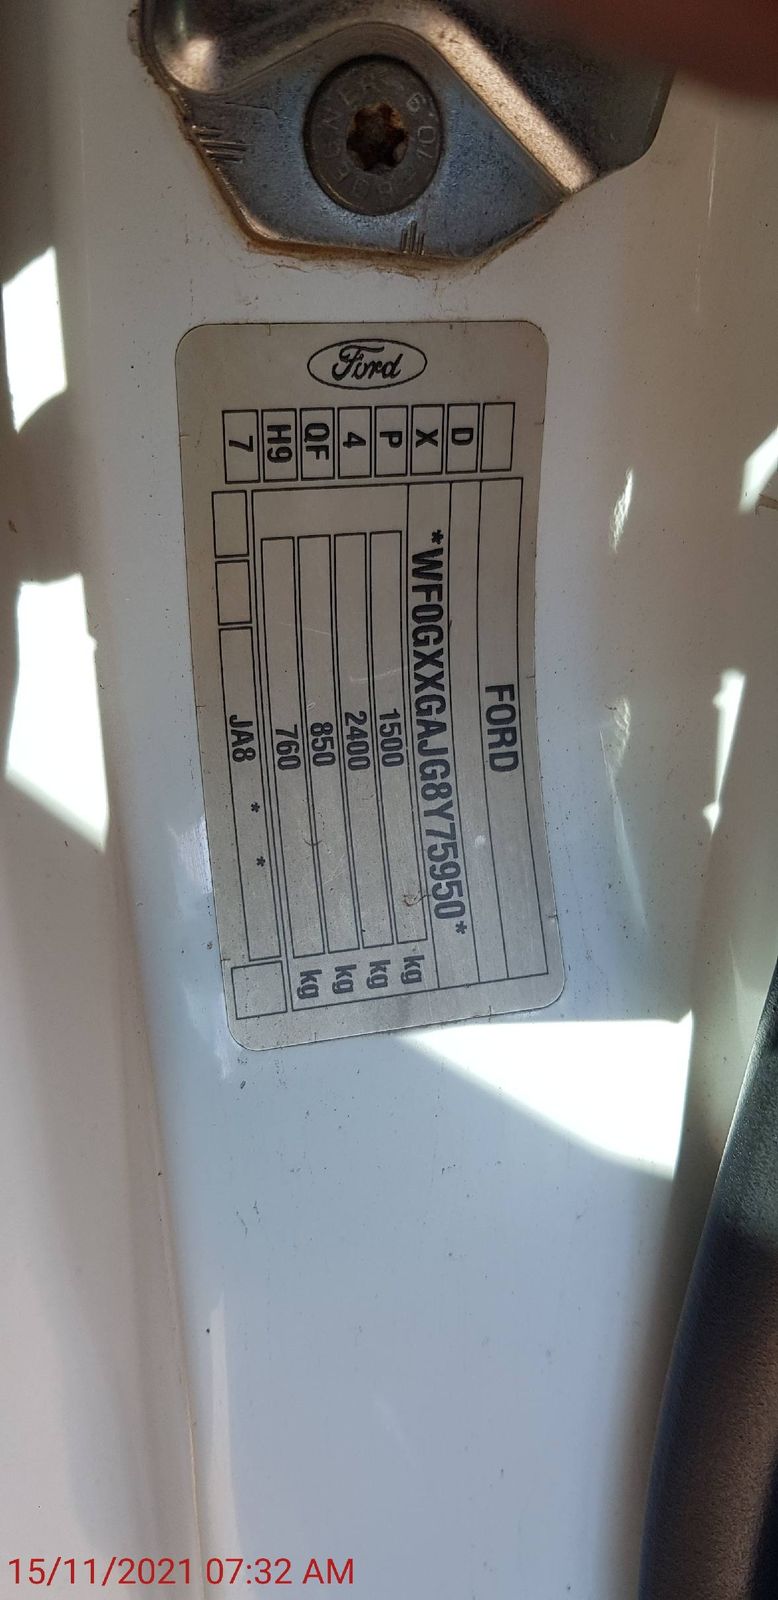 Ford
D
X
P
4
QF
H9
7
FORD
*WF0GXXGAJG8Y75950*
1500 kg
2400 kg
850 kg
760 kg
JA8 * *
15/11/2021 07:32 AM